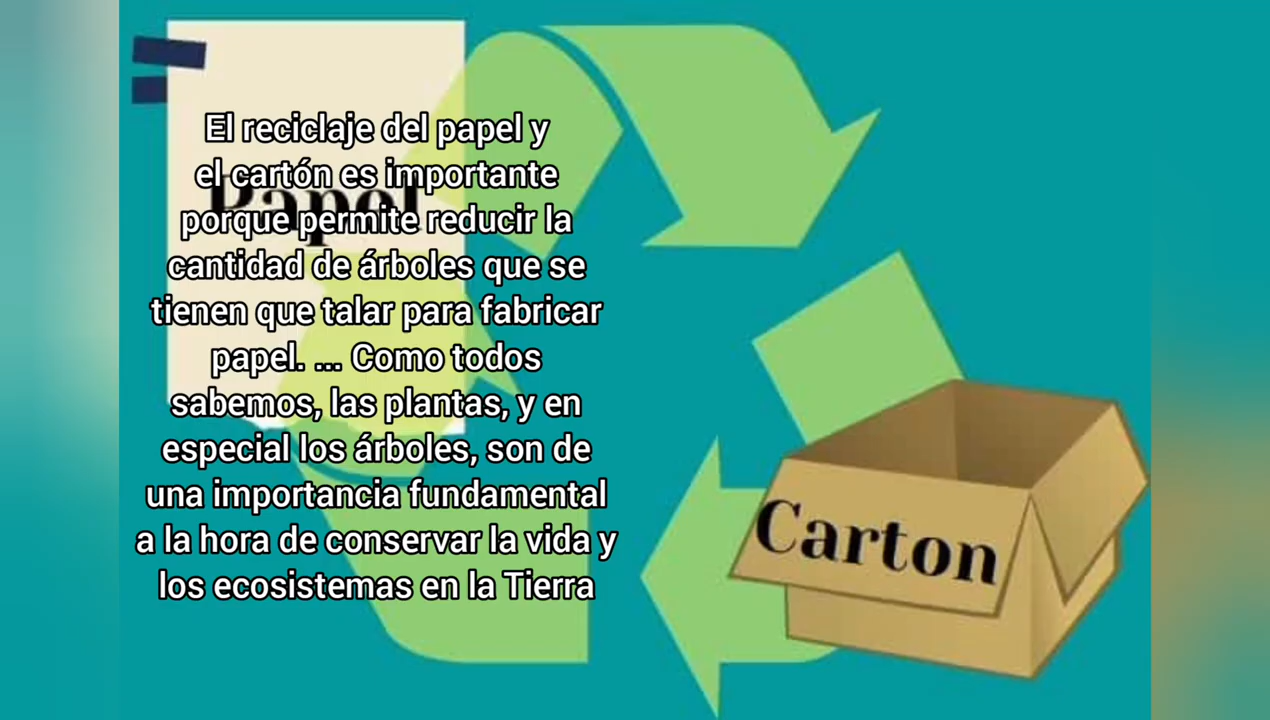 El reciclaje del papel y
el cartón es importante
Papel
porque permite reducir la
cantidad de árboles que se
tienen que talar para fabricar
papel. ... Como todos
sabemos, las plantas, y en
especial los árboles, son de
una importancia fundamental
a la hora de conservar la vida y
los ecosistemas en la Tierra
Carton